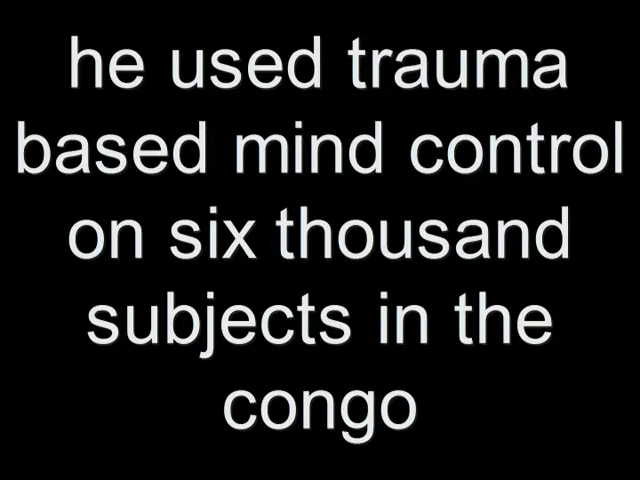 he used trauma
based mind control
on six thousand
subjects in the
congo